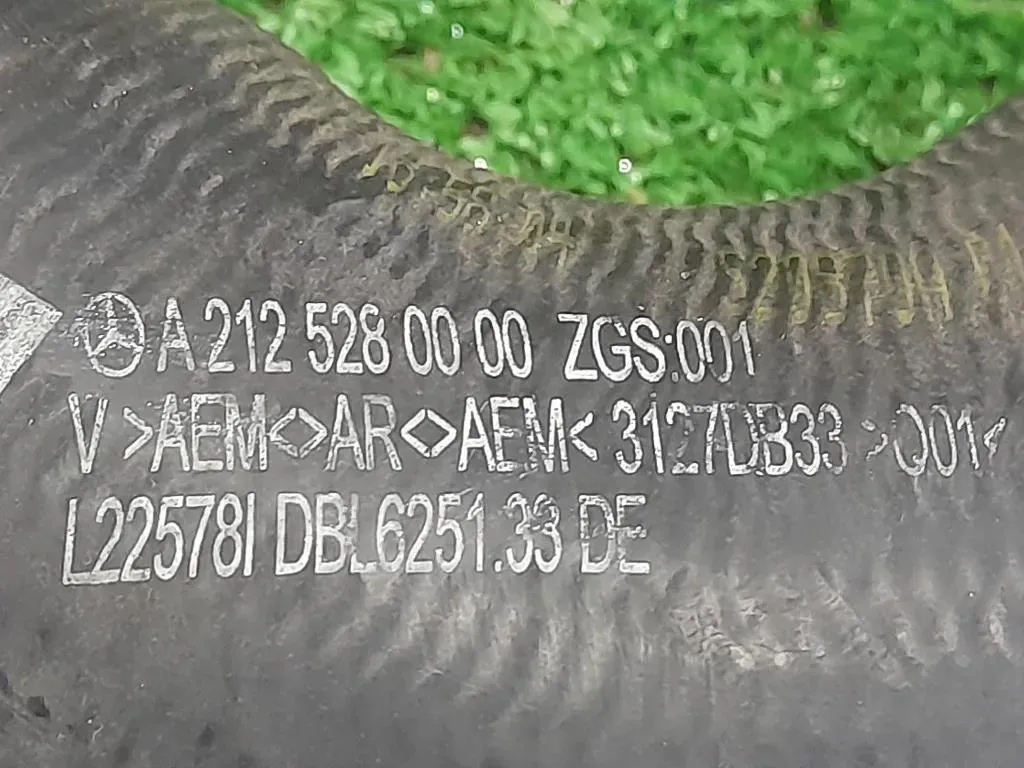 A 212 528 00 00 ZGS:001
V >AEM<>AR<>AEM< 3127DB33 >Q01<
L22578I DBL6251.33 DE